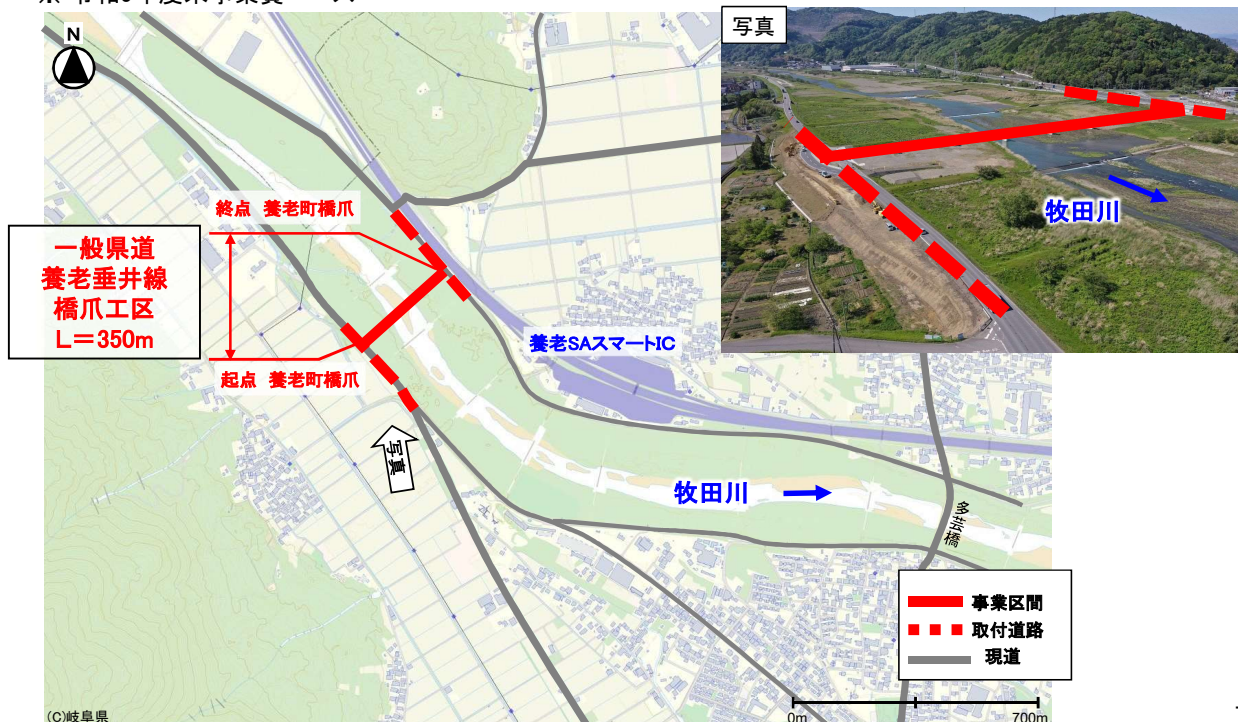 N
写真
牧田川
終点 養老町橋爪
一般県道
養老垂井線
橋爪工区
L=350m
養老SAスマートIC
起点 養老町橋爪
写真
牧田川
多芸橋
事業区間
取付道路
現道
(C)岐阜県
0m
700m